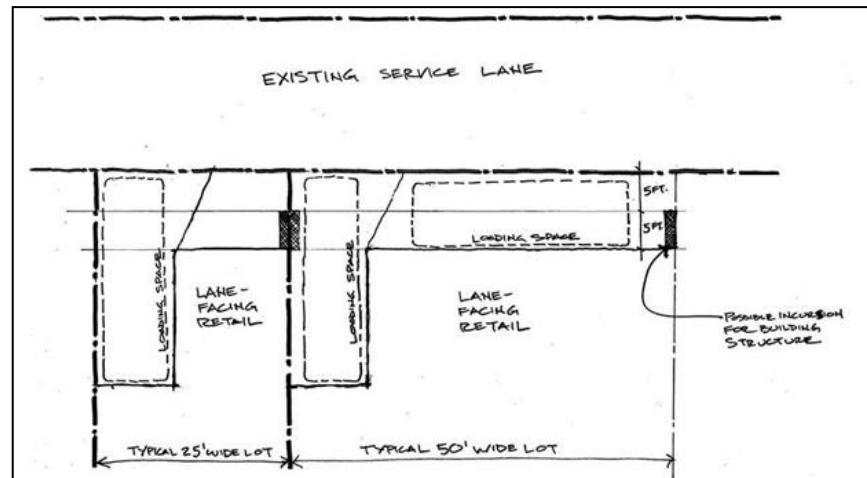 EXISTING SERVICE LANE
5FT.
5FT.
LOADING SPACE
LOADING SPACE
LOADING SPACE
LANE-
FACING
RETAIL
LANE-
FACING
RETAIL
POSSIBLE INCURSION
FOR BUILDING
STRUCTURE
TYPICAL 25' WIDE LOT
TYPICAL 50' WIDE LOT